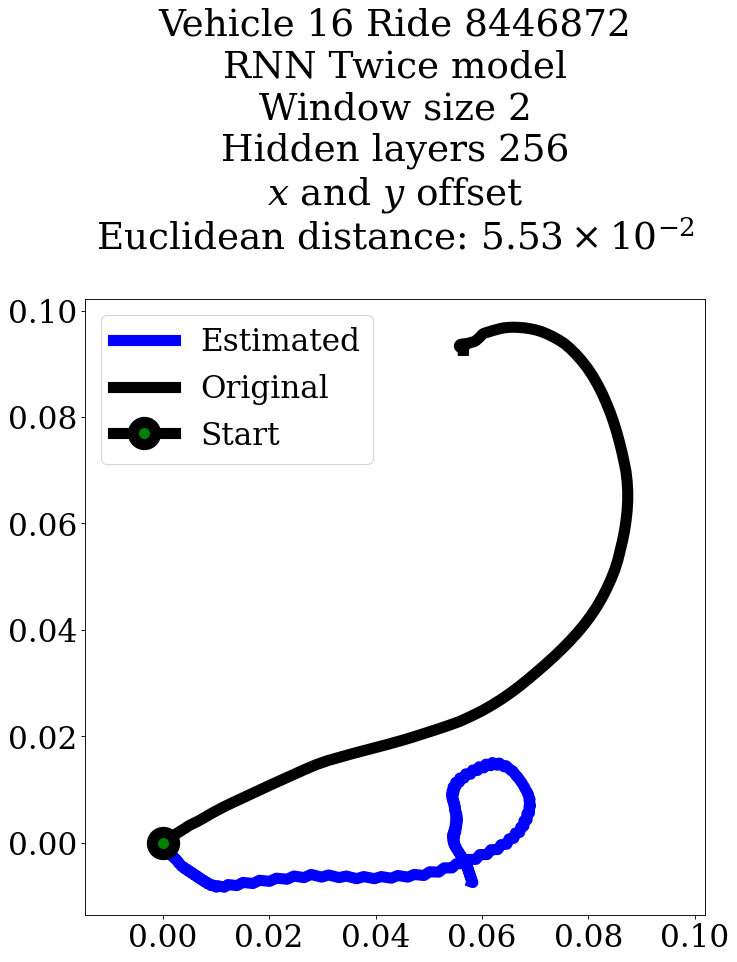 Vehicle 16 Ride 8446872
RNN Twice model
Window size 2
Hidden layers 256
x and y offset
Euclidean distance: 5.53 × 10⁻²
Estimated
Original
Start
0.10
0.08
0.06
0.04
0.02
0.00
0.00 0.02 0.04 0.06 0.08 0.10